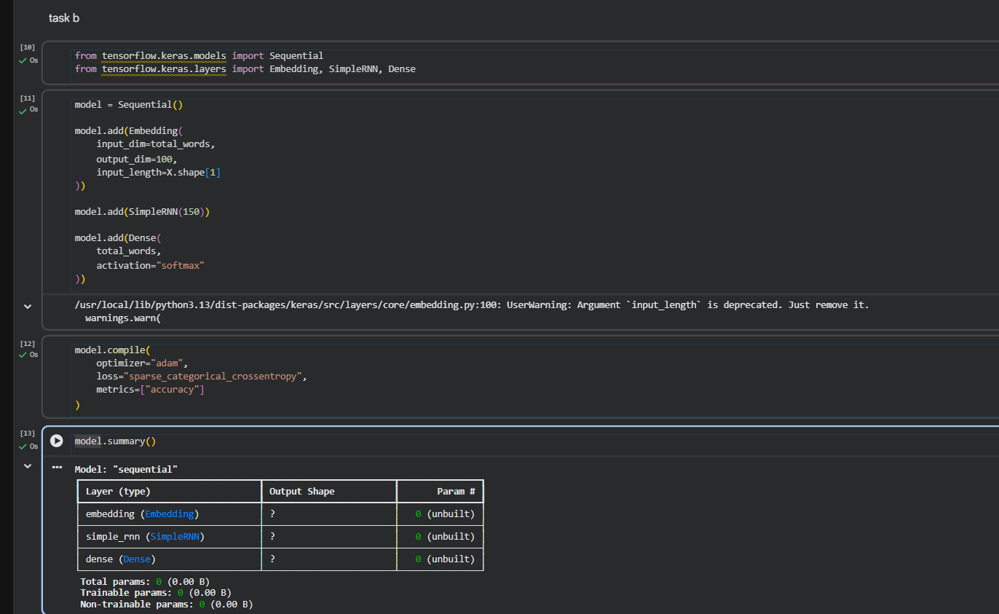 task b
[10]
0s
from tensorflow.keras.models import Sequential
from tensorflow.keras.layers import Embedding, SimpleRNN, Dense
[11]
0s
model = Sequential()
model.add(Embedding(
    input_dim=total_words,
    output_dim=100,
    input_length=X.shape[1]
))
model.add(SimpleRNN(150))
model.add(Dense(
    total_words,
    activation="softmax"
))
/usr/local/lib/python3.13/dist-packages/keras/src/layers/core/embedding.py:100: UserWarning: Argument `input_length` is deprecated. Just remove it.
  warnings.warn(
[12]
0s
model.compile(
    optimizer="adam",
    loss="sparse_categorical_crossentropy",
    metrics=["accuracy"]
)
[13]
0s
model.summary()
Model: "sequential"
Layer (type) Output Shape Param #
embedding (Embedding) ? 0 (unbuilt)
simple_rnn (SimpleRNN) ? 0 (unbuilt)
dense (Dense) ? 0 (unbuilt)
Total params: 0 (0.00 B)
Trainable params: 0 (0.00 B)
Non-trainable params: 0 (0.00 B)